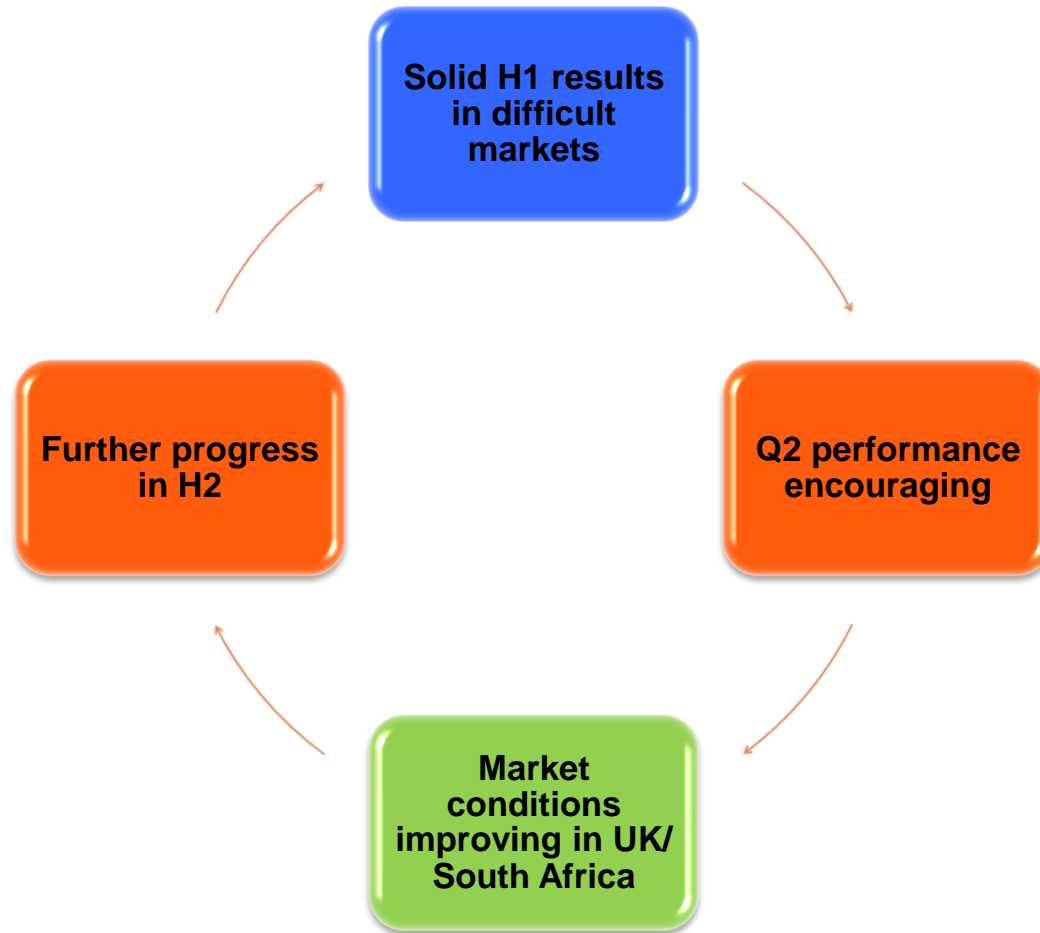 Solid H1 results
in difficult
markets
Q2 performance
encouraging
Market
conditions
improving in UK/
South Africa
Further progress
in H2